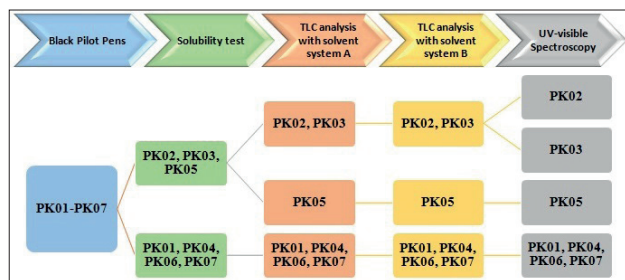 Black Pilot Pens
Solubility test
TLC analysis
with solvent
system A
TLC analysis
with solvent
system B
UV-visible
Spectroscopy
PK01-PK07
PK02, PK03,
PK05
PK01, PK04,
PK06, PK07
PK02, PK03
PK05
PK01, PK04,
PK06, PK07
PK02, PK03
PK05
PK01, PK04,
PK06, PK07
PK02
PK03
PK05
PK01, PK04,
PK06, PK07